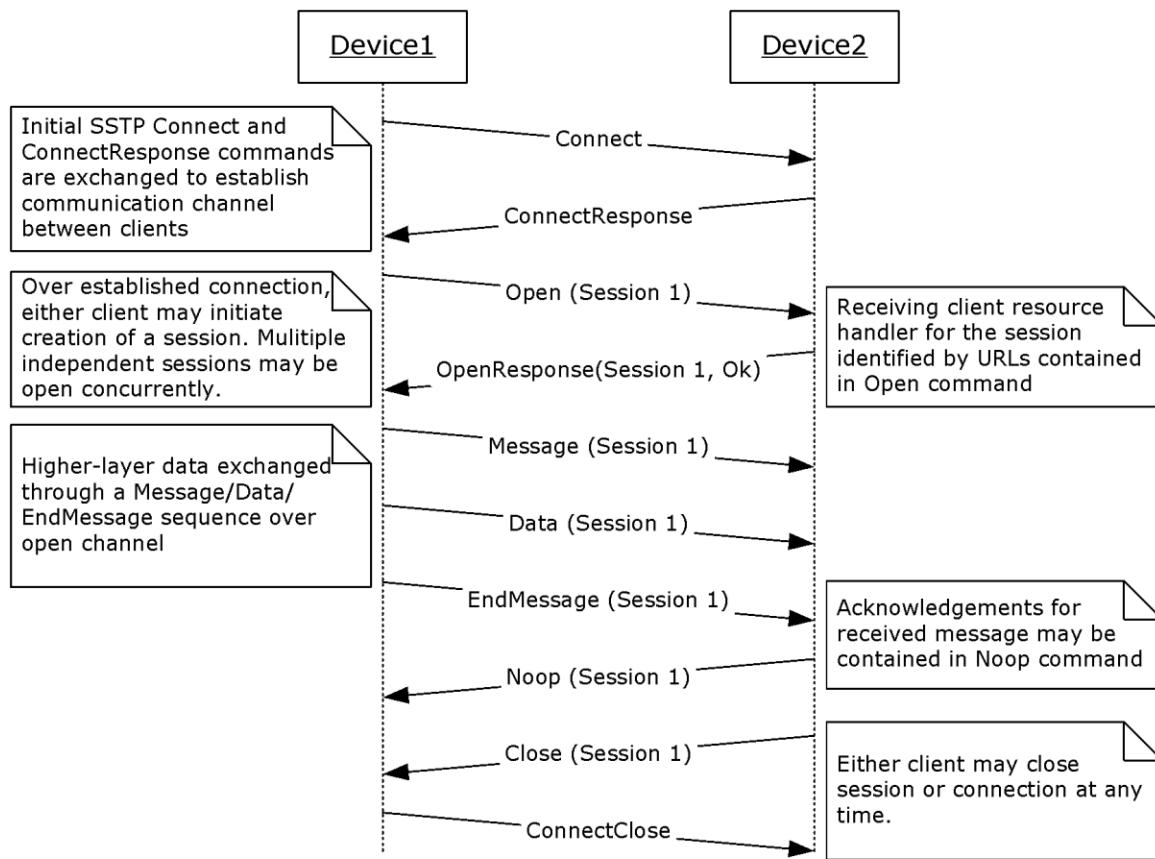 Device1
Device2
Initial SSTP Connect and
ConnectResponse commands
are exchanged to establish
communication channel
between clients
Connect
ConnectResponse
Over established connection,
either client may initiate
creation of a session. Mulitiple
independent sessions may be
open concurrently.
Open (Session 1)
Receiving client resource
handler for the session
identified by URLs contained
in Open command
OpenResponse(Session 1, Ok)
Higher-layer data exchanged
through a Message/Data/
EndMessage sequence over
open channel
Message (Session 1)
Data (Session 1)
EndMessage (Session 1)
Acknowledgements for
received message may be
contained in Noop command
Noop (Session 1)
Close (Session 1)
Either client may close
session or connection at any
time.
ConnectClose